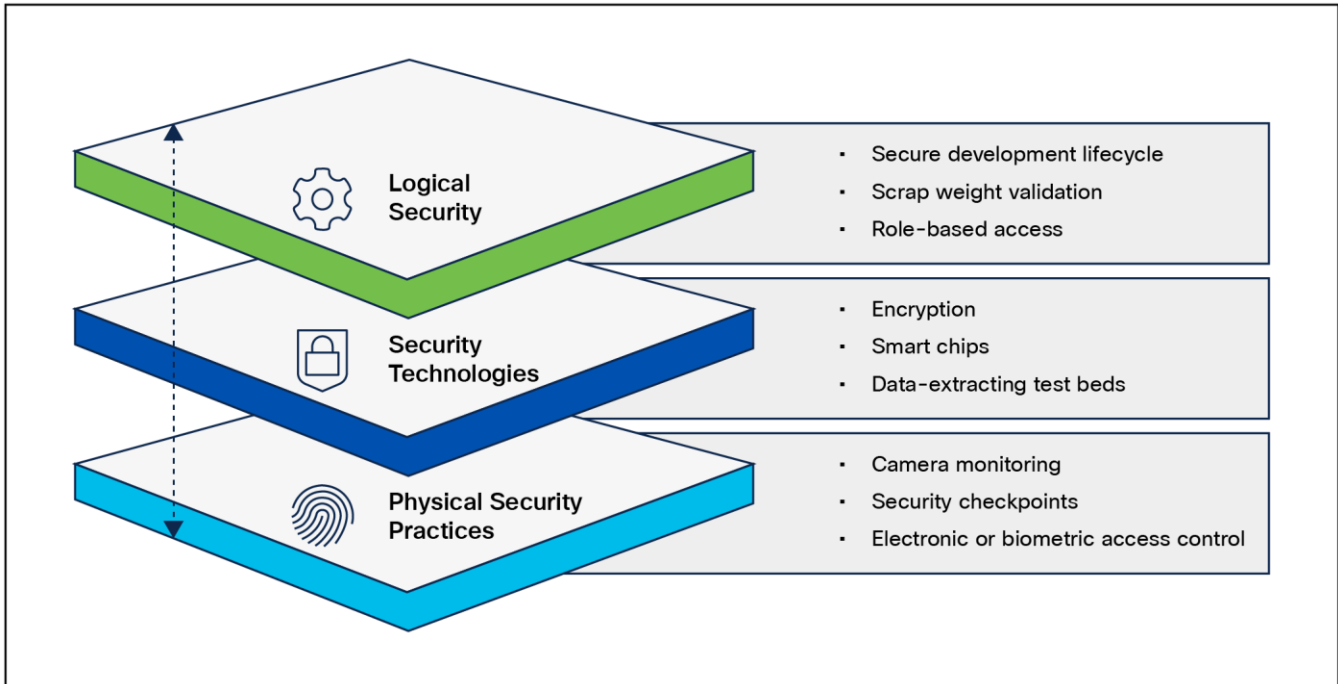 Logical
Security
▪ Secure development lifecycle
▪ Scrap weight validation
▪ Role-based access
Security
Technologies
▪ Encryption
▪ Smart chips
▪ Data-extracting test beds
Physical Security
Practices
▪ Camera monitoring
▪ Security checkpoints
▪ Electronic or biometric access control